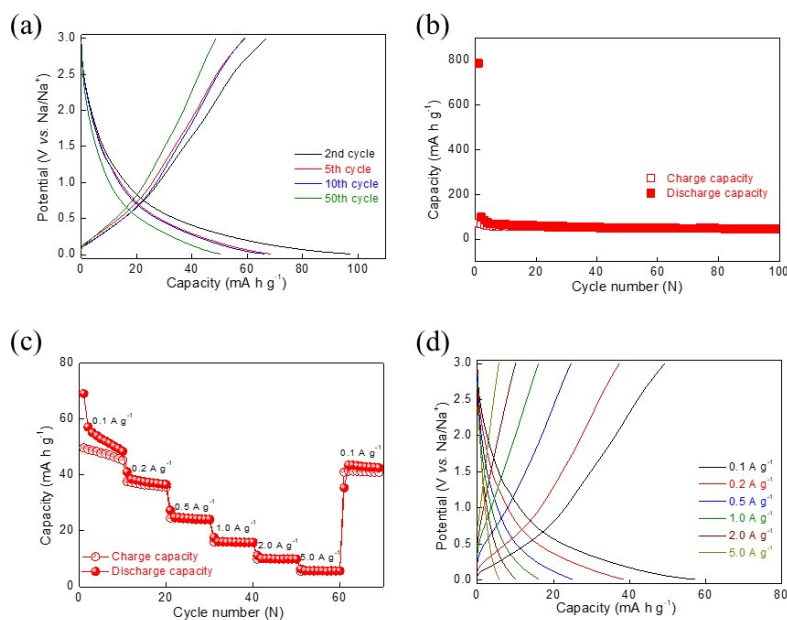 (a)
3.0
2.5
2.0
1.5
1.0
0.5
0.0
Potential (V vs. Na/Na⁺)
2nd cycle
5th cycle
10th cycle
50th cycle
0 20 40 60 80 100
Capacity (mA h g⁻¹)
(b)
800
600
400
200
0
Capacity (mA h g⁻¹)
Charge capacity
Discharge capacity
0 20 40 60 80 100
Cycle number (N)
(c)
80
60
40
20
0
Capacity (mA h g⁻¹)
0.1 A g⁻¹
0.2 A g⁻¹
0.5 A g⁻¹
1.0 A g⁻¹
2.0 A g⁻¹
5.0 A g⁻¹
0.1 A g⁻¹
Charge capacity
Discharge capacity
0 20 40 60
Cycle number (N)
(d)
3.0
2.5
2.0
1.5
1.0
0.5
0.0
Potential (V vs. Na/Na⁺)
0.1 A g⁻¹
0.2 A g⁻¹
0.5 A g⁻¹
1.0 A g⁻¹
2.0 A g⁻¹
5.0 A g⁻¹
0 20 40 60 80
Capacity (mA h g⁻¹)